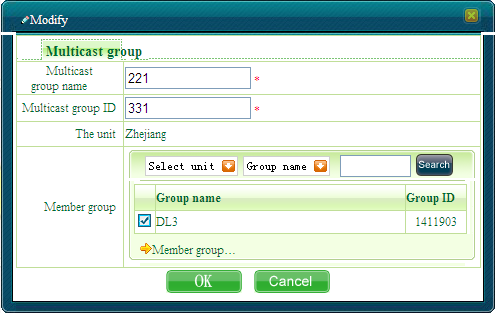 Modify
Multicast group
Multicast
group name
221
*
Multicast group ID
331
*
The unit
Zhejiang
Member group
Select unit
Group name
Search
Group name
Group ID
DL3
1411903
Member group...
OK
Cancel